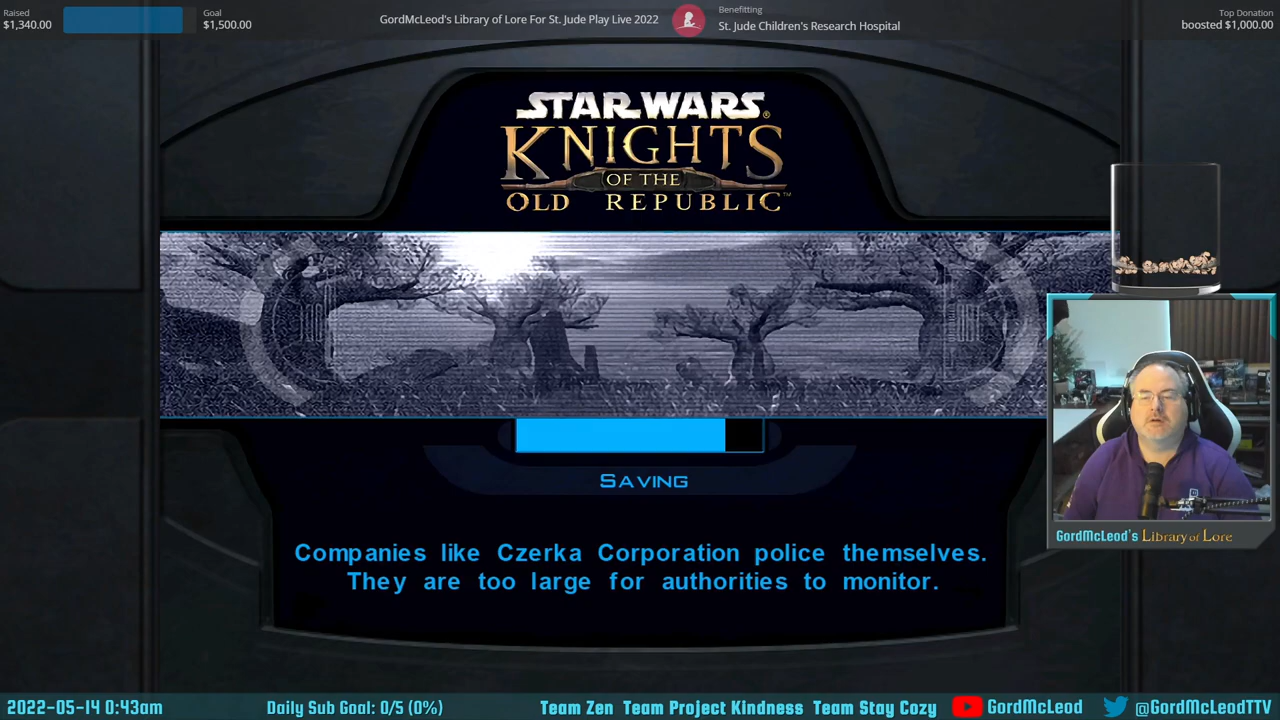 Raised
$1,340.00
Goal
$1,500.00
GordMcLeod's Library of Lore For St. Jude Play Live 2022
Benefitting
St. Jude Children's Research Hospital
Top Donation
boosted $1,000.00
STAR WARS®
KNIGHTS
OF THE
OLD REPUBLIC™
SAVING
Companies like Czerka Corporation police themselves.
They are too large for authorities to monitor.
GordMcLeod's Library of Lore
2022-05-14 0:43am
Daily Sub Goal: 0/5 (0%)
Team Zen Team Project Kindness Team Stay Cozy
GordMcLeod
@GordMcLeodTTV